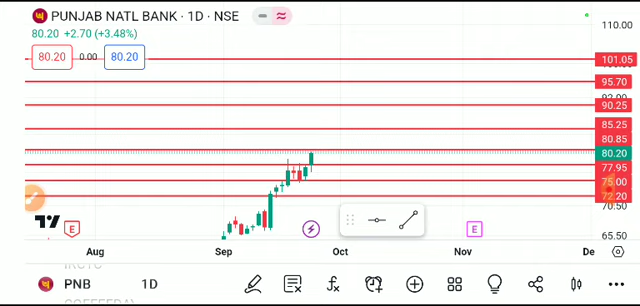 PUNJAB NATL BANK · 1D · NSE
80.20 +2.70 (+3.48%)
80.20 0.00 80.20
110.00
101.05
95.70
90.25
85.25
80.85
80.20
77.95
75.00
72.20
70.50
65.50
E
E
Aug Sep Oct Nov De
PNB 1D